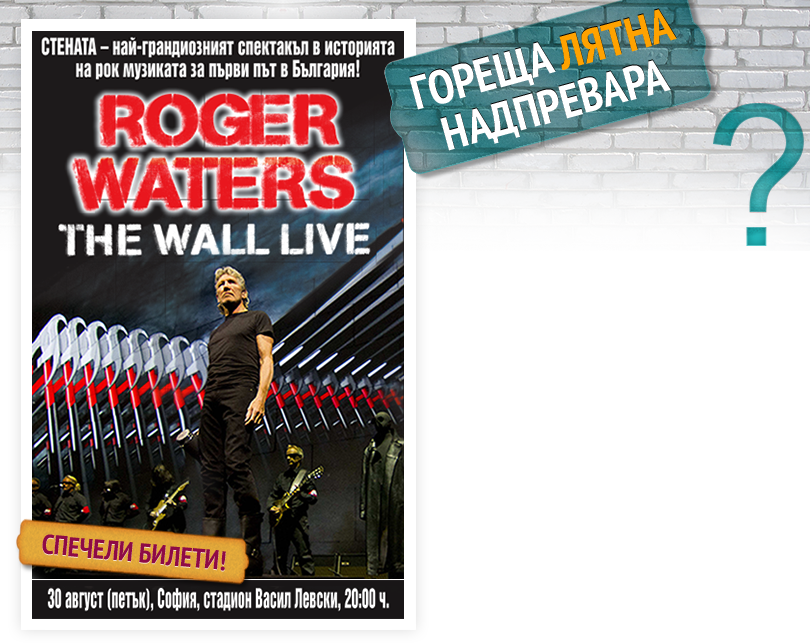 СТЕНАТА – най-грандиозният спектакъл в историята
на рок музиката за първи път в България!
ROGER
WATERS
THE WALL LIVE
СПЕЧЕЛИ БИЛЕТИ!
30 август (петък), София, стадион Васил Левски, 20:00 ч.
ГОРЕЩА ЛЯТНА
НАДПРЕВАРА
?